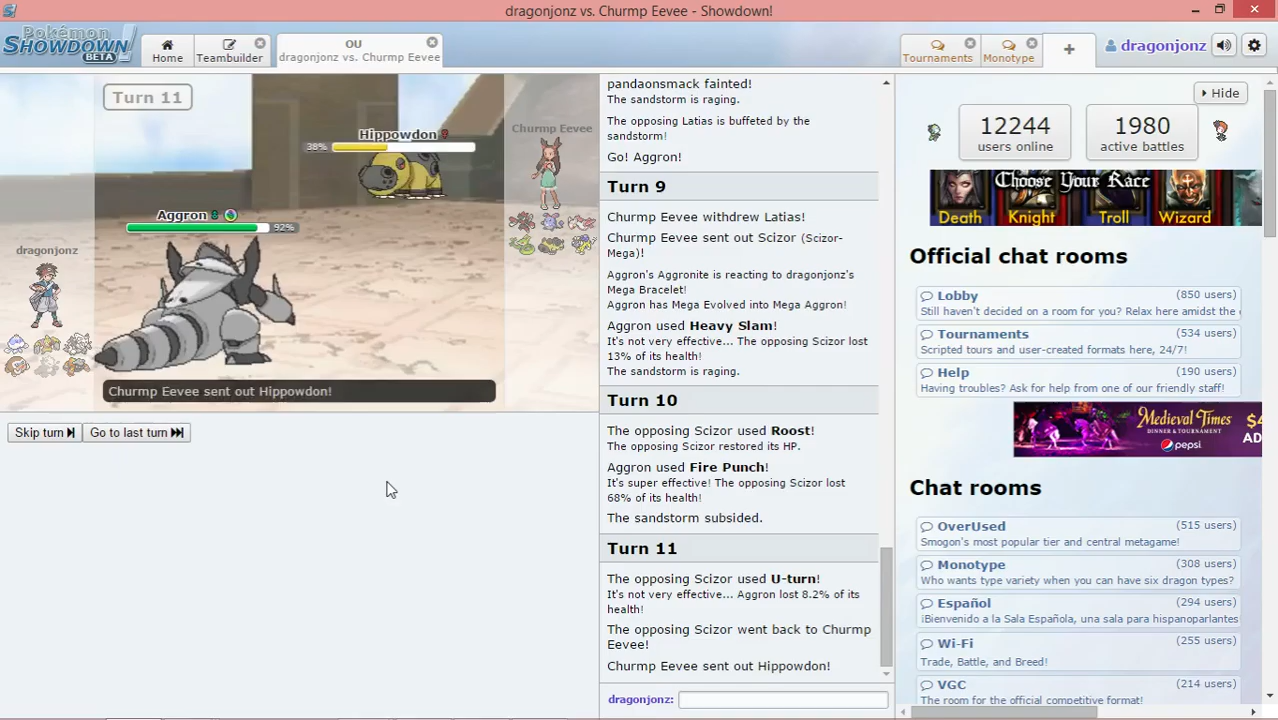 dragonjonz vs. Churmp Eevee - Showdown!
Pokémon
Showdown!
BETA
Home
Teambuilder
OU
dragonjonz vs. Churmp Eevee
Tournaments
Monotype
+
dragonjonz
Turn 11
Hippowdon
38%
Churmp Eevee
Aggron
92%
dragonjonz
Churmp Eevee sent out Hippowdon!
Skip turn
Go to last turn
pandaonsmack fainted!
The sandstorm is raging.
The opposing Latias is buffeted by the
sandstorm!
Go! Aggron!
Turn 9
Churmp Eevee withdrew Latias!
Churmp Eevee sent out Scizor (Scizor-
Mega)!
Aggron's Aggronite is reacting to dragonjonz's
Mega Bracelet!
Aggron has Mega Evolved into Mega Aggron!
Aggron used Heavy Slam!
It's not very effective... The opposing Scizor lost
13% of its health!
The sandstorm is raging.
Turn 10
The opposing Scizor used Roost!
The opposing Scizor restored its HP.
Aggron used Fire Punch!
It's super effective! The opposing Scizor lost
68% of its health!
The sandstorm subsided.
Turn 11
The opposing Scizor used U-turn!
It's not very effective... Aggron lost 8.2% of its
health!
The opposing Scizor went back to Churmp
Eevee!
Churmp Eevee sent out Hippowdon!
dragonjonz:
Hide
12244
users online
1980
active battles
Choose Your Race
Death
Knight
Troll
Wizard
Official chat rooms
Lobby
(850 users)
Still haven't decided on a room for you? Relax here amidst the
Tournaments
(534 users)
Scripted tours and user-created formats here, 24/7!
Help
(190 users)
Having troubles? Ask for help from one of our friendly staff!
MEDIEVAL TIMES
DINNER & TOURNAMENT
pepsi
$4
AD
Chat rooms
OverUsed
(515 users)
Smogon's most popular tier and central metagame!
Monotype
(308 users)
Who wants type variety when you can have six dragon types?
Español
(294 users)
¡Bienvenido a la Sala Española, una sala para hispanoparlantes
Wi-Fi
(255 users)
Trade, Battle, and Breed!
VGC
(214 users)
The room for the official competitive format!